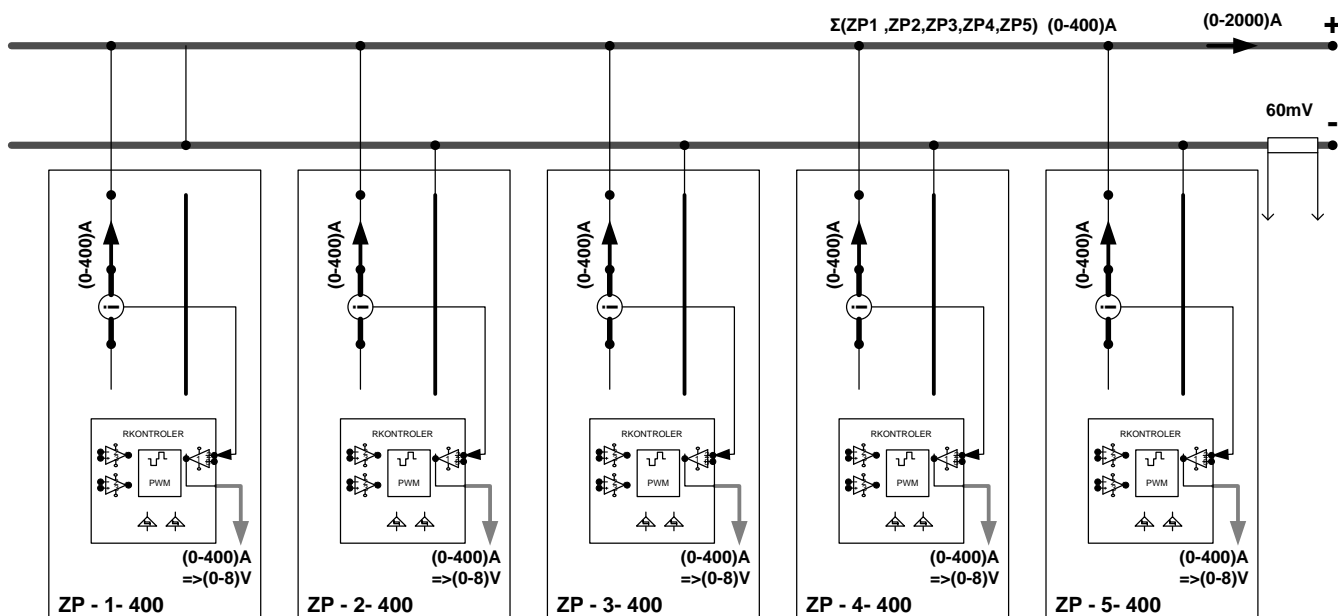 Σ(ZP1 ,ZP2,ZP3,ZP4,ZP5) (0-400)A
(0-2000)A
+
60mV
-
(0-400)A
(0-400)A
(0-400)A
(0-400)A
(0-400)A
RKONTROLER
PWM
(0-400)A
=>(0-8)V
ZP - 1- 400
RKONTROLER
PWM
(0-400)A
=>(0-8)V
ZP - 2- 400
RKONTROLER
PWM
(0-400)A
=>(0-8)V
ZP - 3- 400
RKONTROLER
PWM
(0-400)A
=>(0-8)V
ZP - 4- 400
RKONTROLER
PWM
(0-400)A
=>(0-8)V
ZP - 5- 400